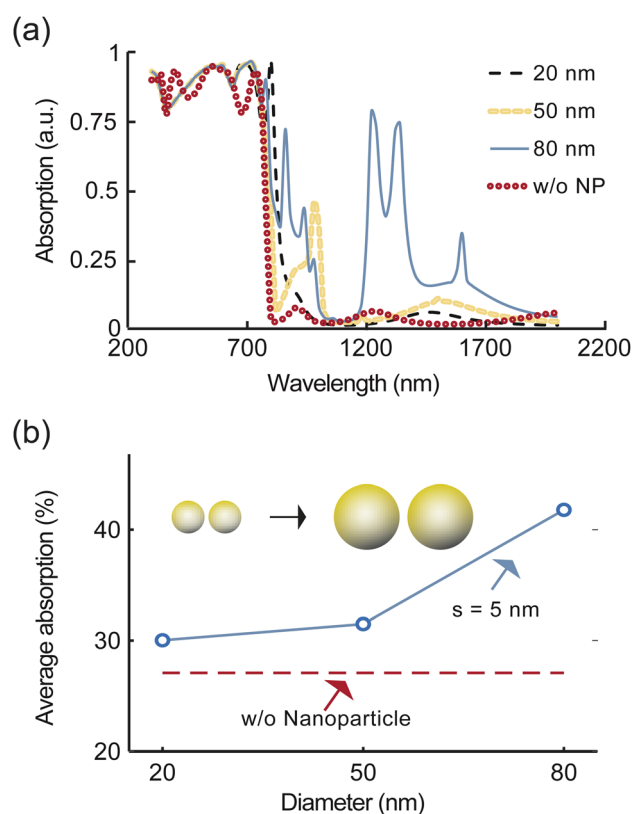 (a)
Absorption (a.u.)
1
0.75
0.5
0.25
0
20 nm
50 nm
80 nm
w/o NP
200
700
1200
1700
2200
Wavelength (nm)
(b)
Average absorption (%)
40
30
20
s = 5 nm
w/o Nanoparticle
20
50
80
Diameter (nm)